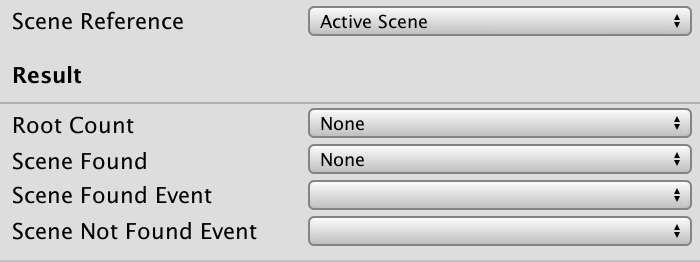 Scene Reference Active Scene
Result
Root Count None
Scene Found None
Scene Found Event
Scene Not Found Event